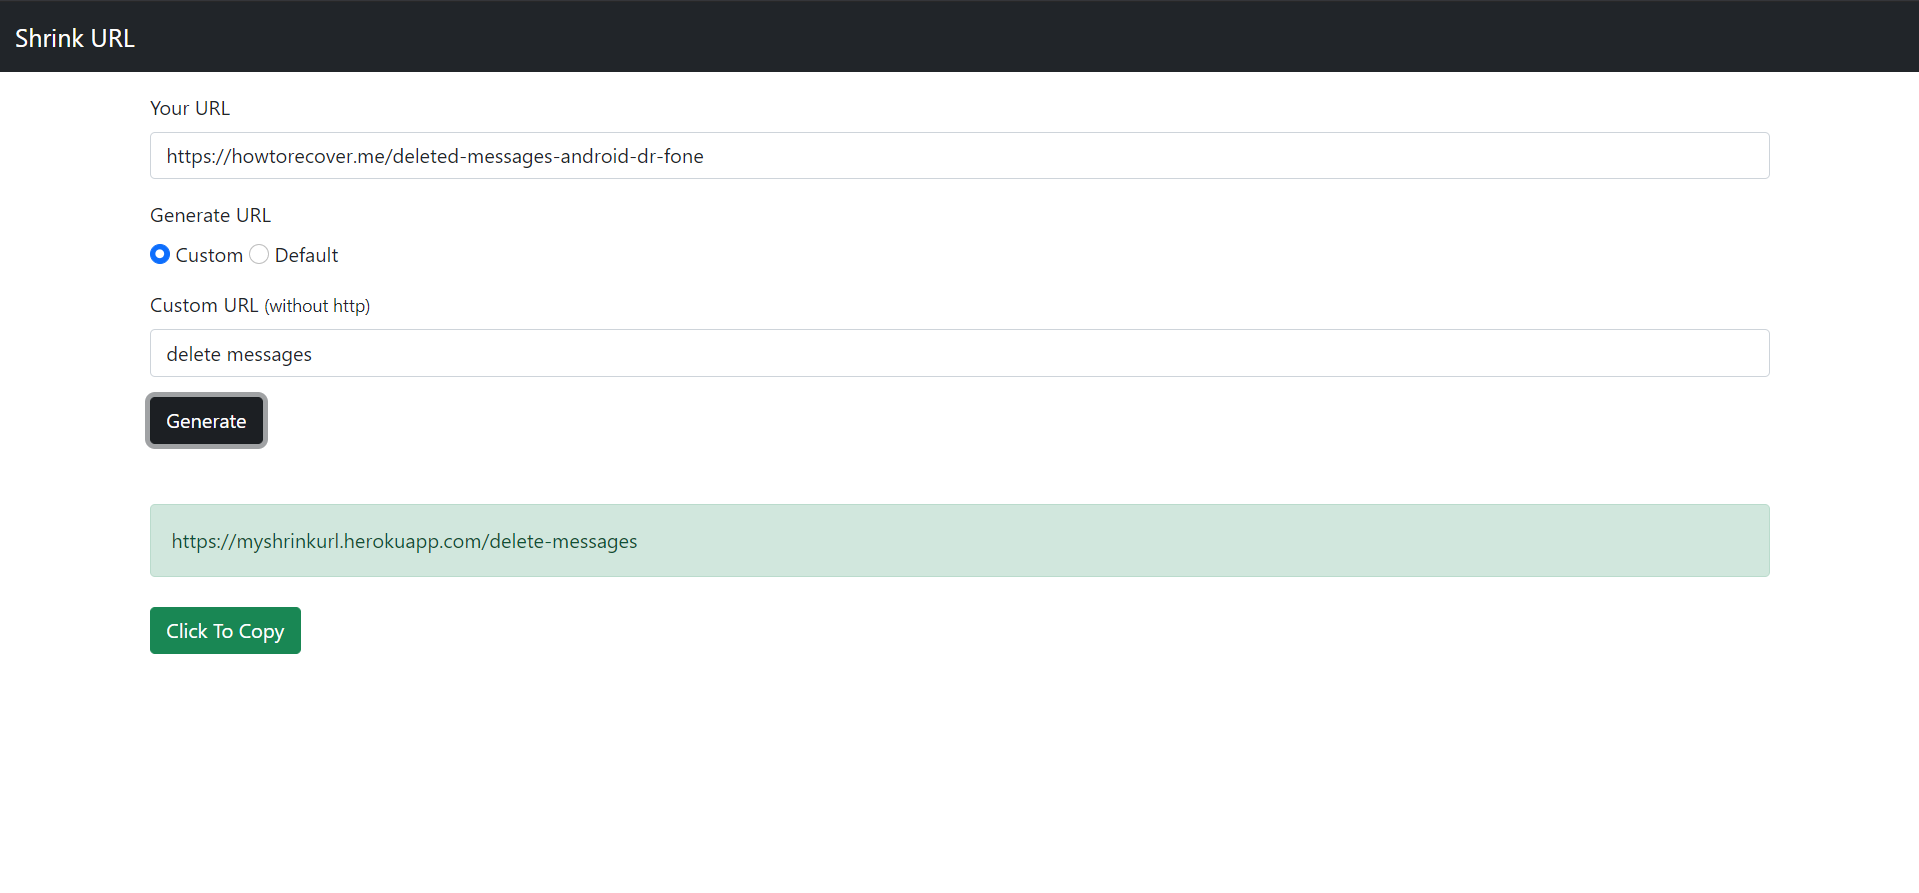 Shrink URL
Your URL
https://howtorecover.me/deleted-messages-android-dr-fone
Generate URL
Custom Default
Custom URL (without http)
delete messages
Generate
https://myshrinkurl.herokuapp.com/delete-messages
Click To Copy